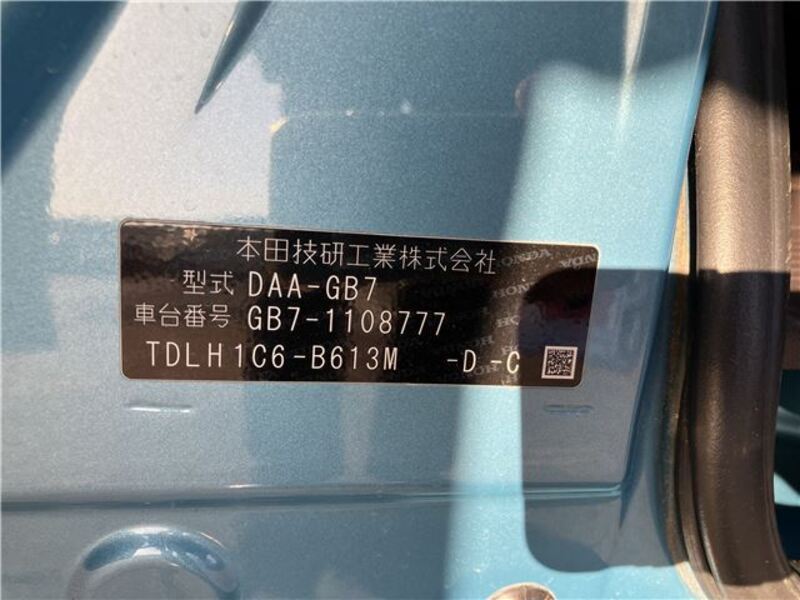 本田技研工業株式会社
型式 DAA-GB7
車台番号 GB7-1108777
TDLH1C6-B613M -D-C